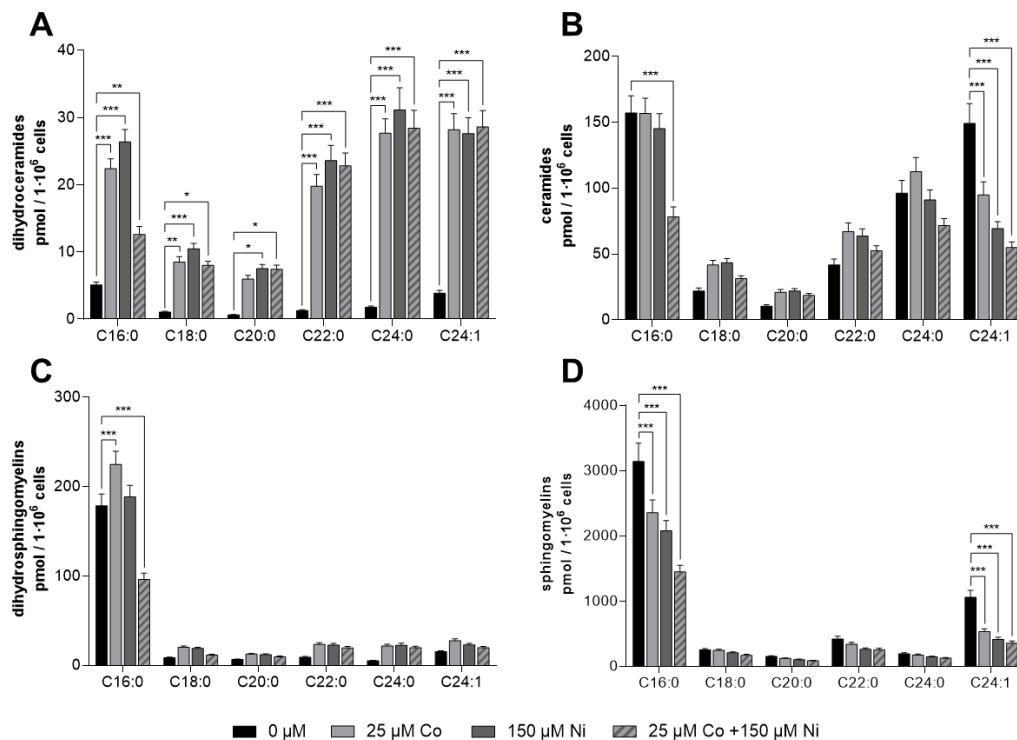 A
dihydroceramides
pmol / 1·10⁶ cells
40
30
20
10
0
***
***
**
**
***
*
*
*
***
***
***
***
***
***
***
***
***
C16:0 C18:0 C20:0 C22:0 C24:0 C24:1
B
ceramides
pmol / 1·10⁶ cells
200
150
100
50
0
***
***
***
***
C16:0 C18:0 C20:0 C22:0 C24:0 C24:1
C
dihydrosphingomyelins
pmol / 1·10⁶ cells
300
200
100
0
***
***
C16:0 C18:0 C20:0 C22:0 C24:0 C24:1
D
sphingomyelins
pmol / 1·10⁶ cells
4000
3000
2000
1000
0
***
***
***
***
***
***
C16:0 C18:0 C20:0 C22:0 C24:0 C24:1
0 µM 25 µM Co 150 µM Ni 25 µM Co +150 µM Ni